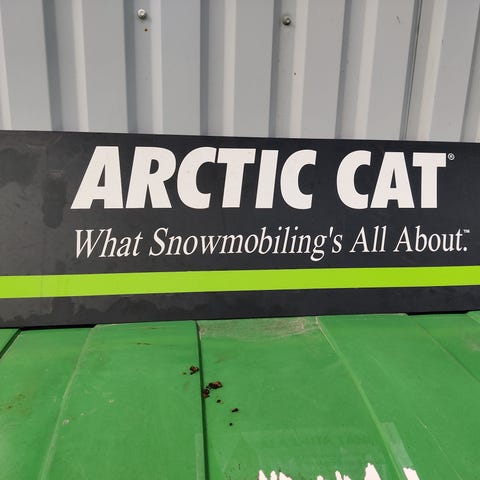 ARCTIC CAT®
What Snowmobiling's All About.™